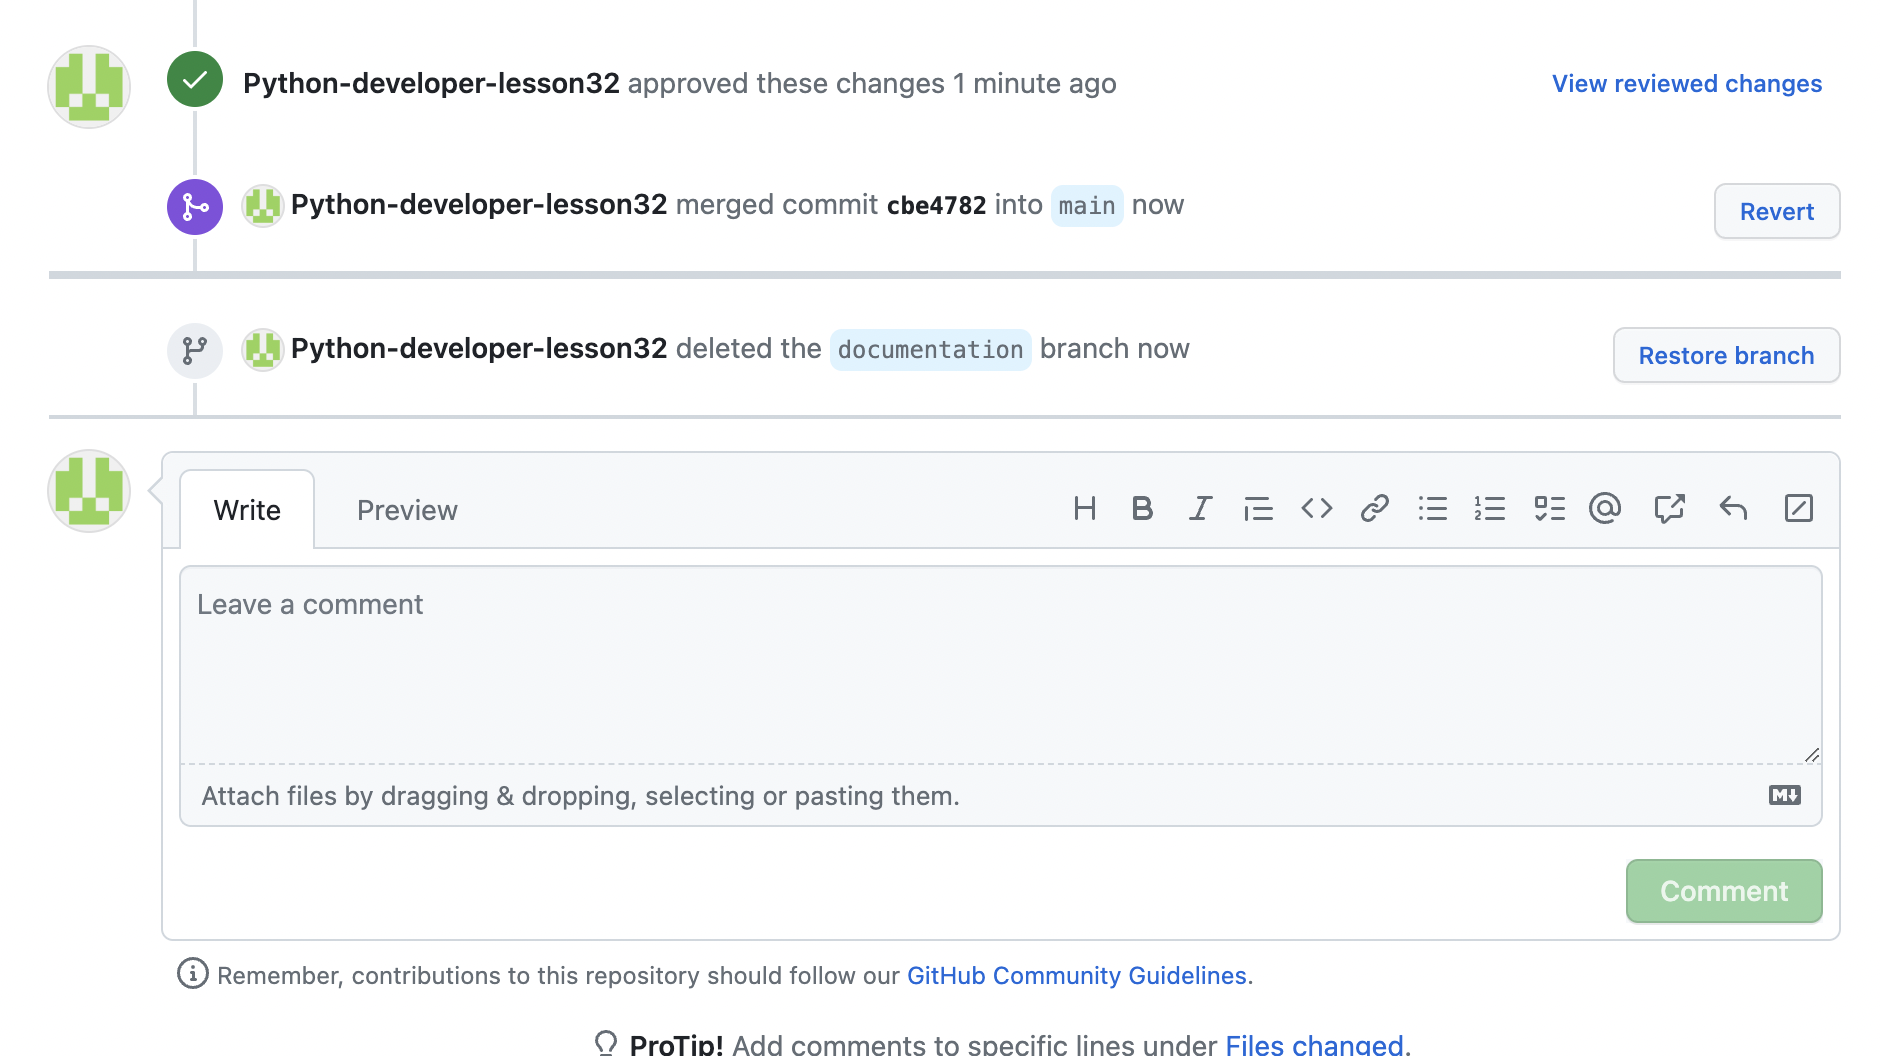 Python-developer-lesson32 approved these changes 1 minute ago
View reviewed changes
Python-developer-lesson32 merged commit cbe4782 into main now
Revert
Python-developer-lesson32 deleted the documentation branch now
Restore branch
Write
Preview
Leave a comment
Attach files by dragging & dropping, selecting or pasting them.
Comment
Remember, contributions to this repository should follow our GitHub Community Guidelines.
ProTip! Add comments to specific lines under Files changed.